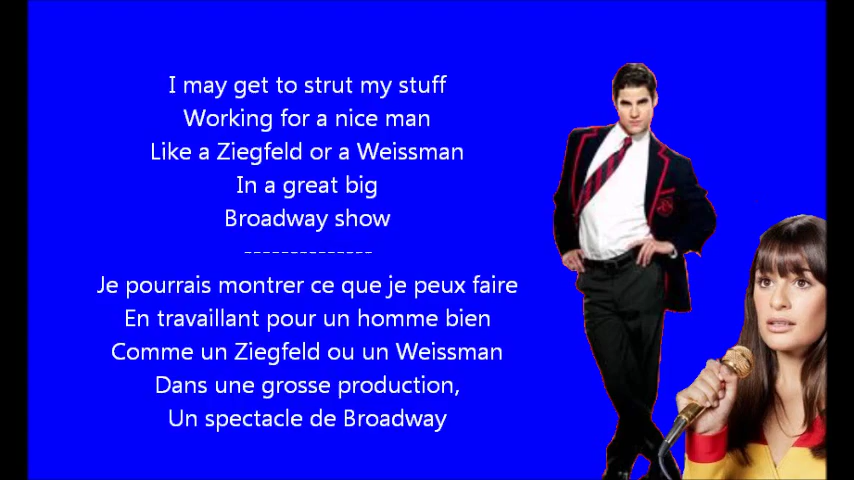 I may get to strut my stuff
Working for a nice man
Like a Ziegfeld or a Weissman
In a great big
Broadway show
--------------
Je pourrais montrer ce que je peux faire
En travaillant pour un homme bien
Comme un Ziegfeld ou un Weissman
Dans une grosse production,
Un spectacle de Broadway